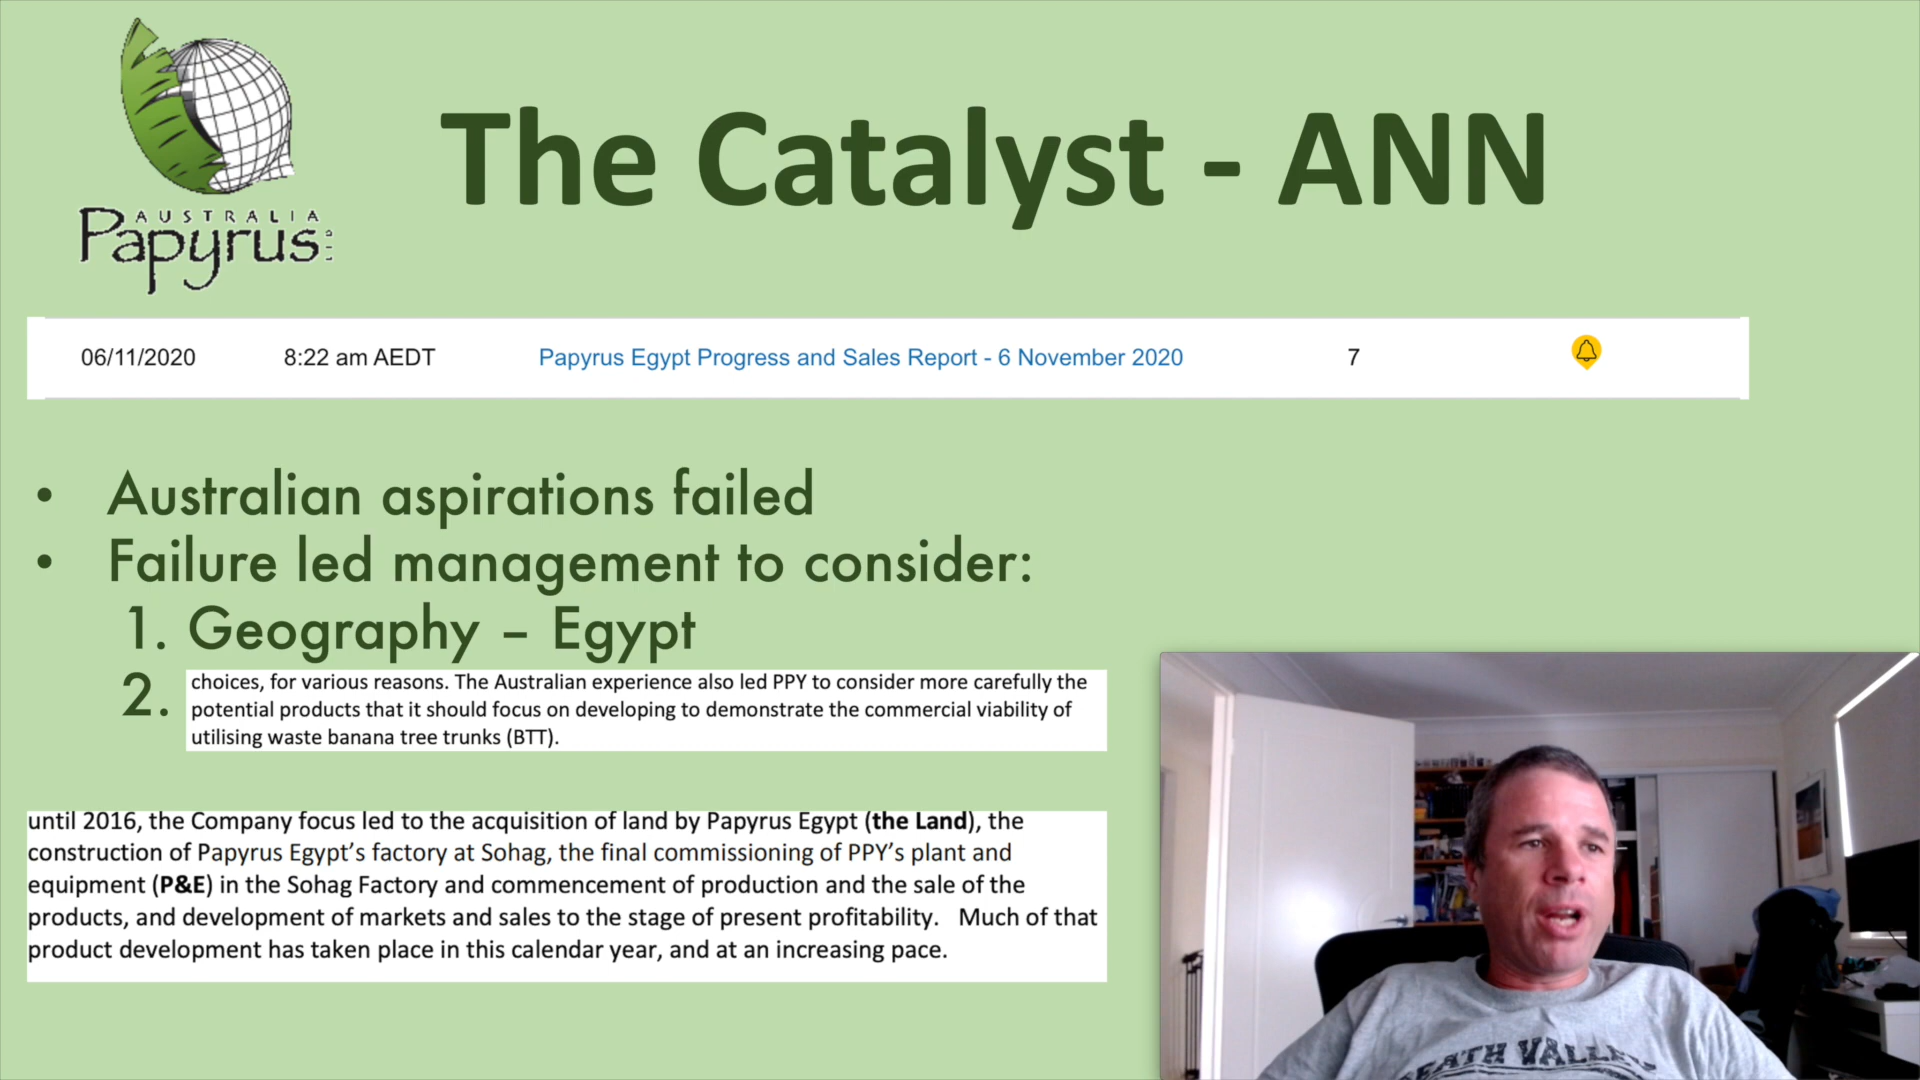 AUSTRALIA
Papyrus LTD
The Catalyst - ANN
06/11/2020 8:22 am AEDT Papyrus Egypt Progress and Sales Report - 6 November 2020 7
• Australian aspirations failed
• Failure led management to consider:
1. Geography – Egypt
2. choices, for various reasons. The Australian experience also led PPY to consider more carefully the
potential products that it should focus on developing to demonstrate the commercial viability of
utilising waste banana tree trunks (BTT).
until 2016, the Company focus led to the acquisition of land by Papyrus Egypt (the Land), the
construction of Papyrus Egypt's factory at Sohag, the final commissioning of PPY's plant and
equipment (P&E) in the Sohag Factory and commencement of production and the sale of the
products, and development of markets and sales to the stage of present profitability. Much of that
product development has taken place in this calendar year, and at an increasing pace.
VALLEY